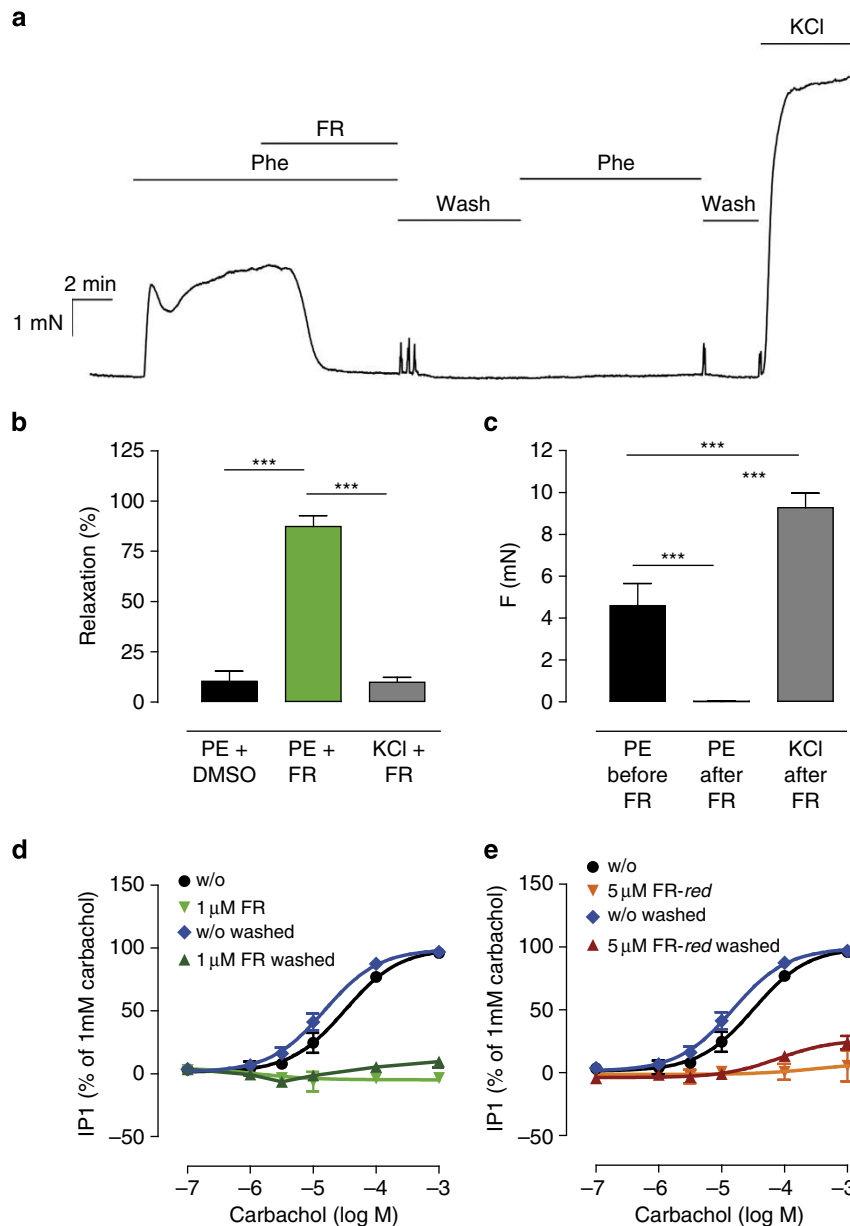 a
KCl
FR
Phe
Phe
Wash
Wash
2 min
1 mN
b
125
100
75
50
25
0
Relaxation (%)
***
***
PE + DMSO
PE + FR
KCl + FR
c
12
10
8
6
4
2
0
F (mN)
***
***
***
PE before FR
PE after FR
KCl after FR
d
w/o
1 μM FR
w/o washed
1 μM FR washed
150
100
50
0
–50
IP1 (% of 1mM carbachol)
–7
–6
–5
–4
–3
Carbachol (log M)
e
w/o
5 μM FR-red
w/o washed
5 μM FR-red washed
150
100
50
0
–50
IP1 (% of 1mM carbachol)
–7
–6
–5
–4
–3
Carbachol (log M)